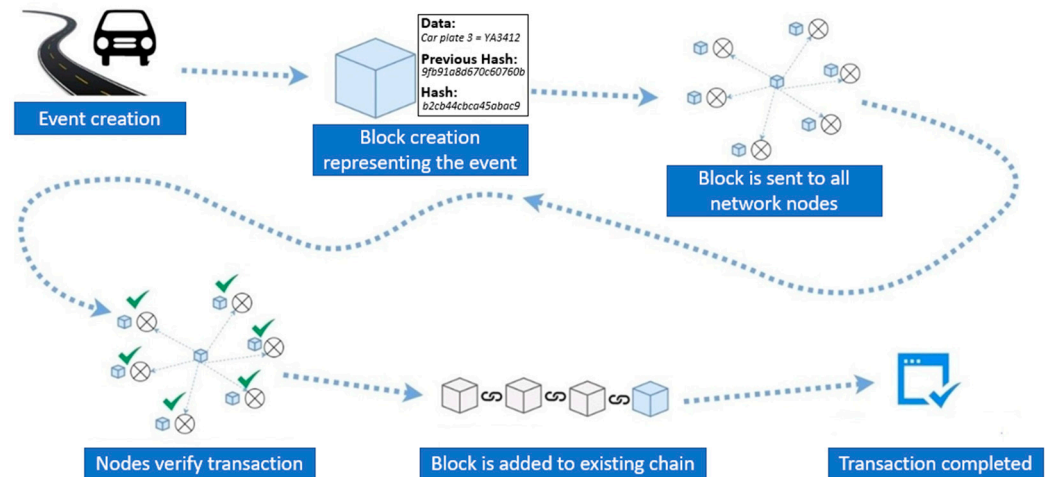 Event creation
Data:
Car plate 3 = YA3412
Previous Hash:
9fb91a8d670c60760b
Hash:
b2cb44cbca45abac9
Block creation
representing the event
Block is sent to all
network nodes
Nodes verify transaction
Block is added to existing chain
Transaction completed